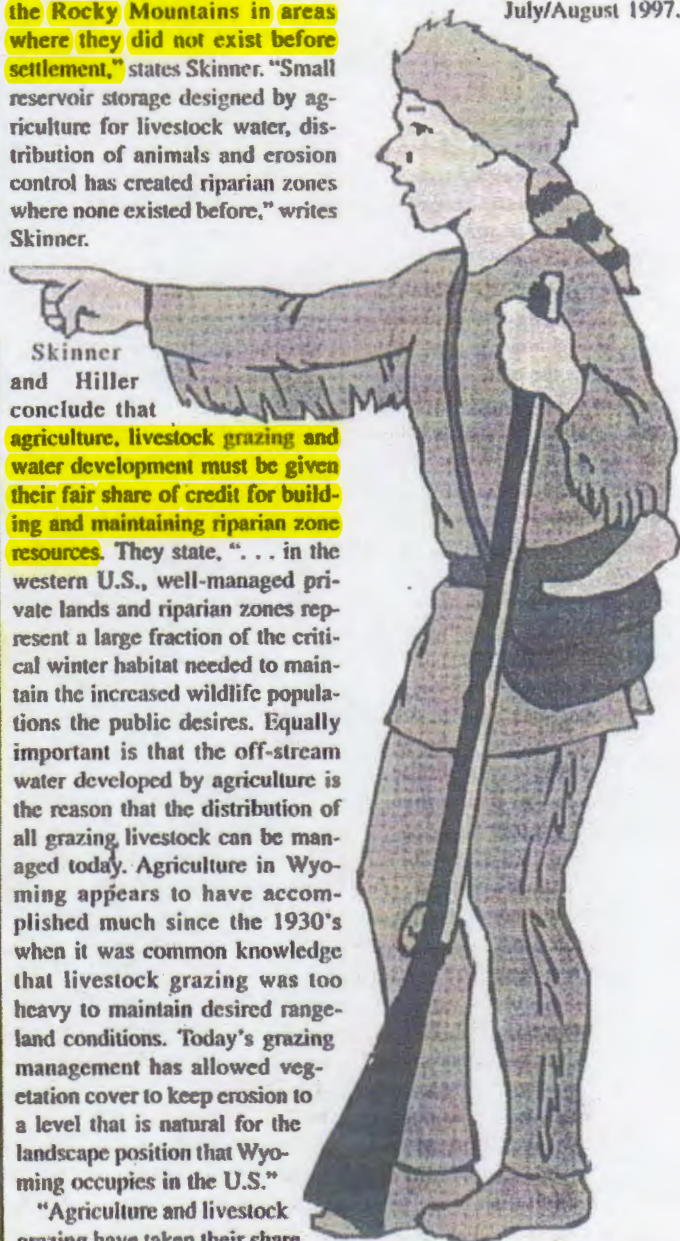 July/August 1997.
the Rocky Mountains in areas
where they did not exist before
settlement," states Skinner. "Small
reservoir storage designed by ag-
riculture for livestock water, dis-
tribution of animals and erosion
control has created riparian zones
where none existed before," writes
Skinner.
Skinner
and Hiller
conclude that
agriculture, livestock grazing and
water development must be given
their fair share of credit for build-
ing and maintaining riparian zone
resources. They state, ". . . in the
western U.S., well-managed pri-
vate lands and riparian zones rep-
resent a large fraction of the criti-
cal winter habitat needed to main-
tain the increased wildlife popula-
tions the public desires. Equally
important is that the off-stream
water developed by agriculture is
the reason that the distribution of
all grazing livestock can be man-
aged today. Agriculture in Wyo-
ming appears to have accom-
plished much since the 1930's
when it was common knowledge
that livestock grazing was too
heavy to maintain desired range-
land conditions. Today's grazing
management has allowed veg-
etation cover to keep erosion to
a level that is natural for the
landscape position that Wyo-
ming occupies in the U.S."
"Agriculture and livestock
grazing have taken their share